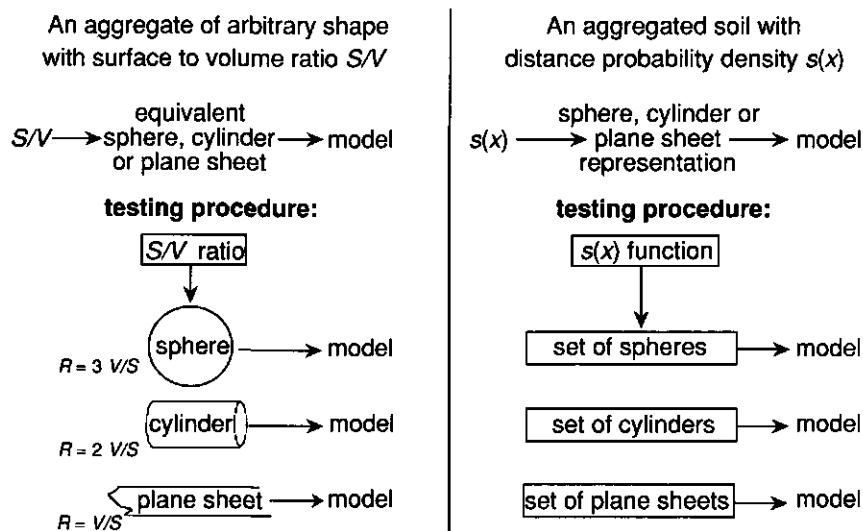 An aggregate of arbitrary shape
with surface to volume ratio S/V
equivalent
S/V sphere, cylinder model
or plane sheet
testing procedure:
S/V ratio
sphere model
R = 3 V/S
cylinder model
R = 2 V/S
plane sheet model
R = V/S
An aggregated soil with
distance probability density s(x)
sphere, cylinder or
s(x) plane sheet model
representation
testing procedure:
s(x) function
set of spheres model
set of cylinders model
set of plane sheets model